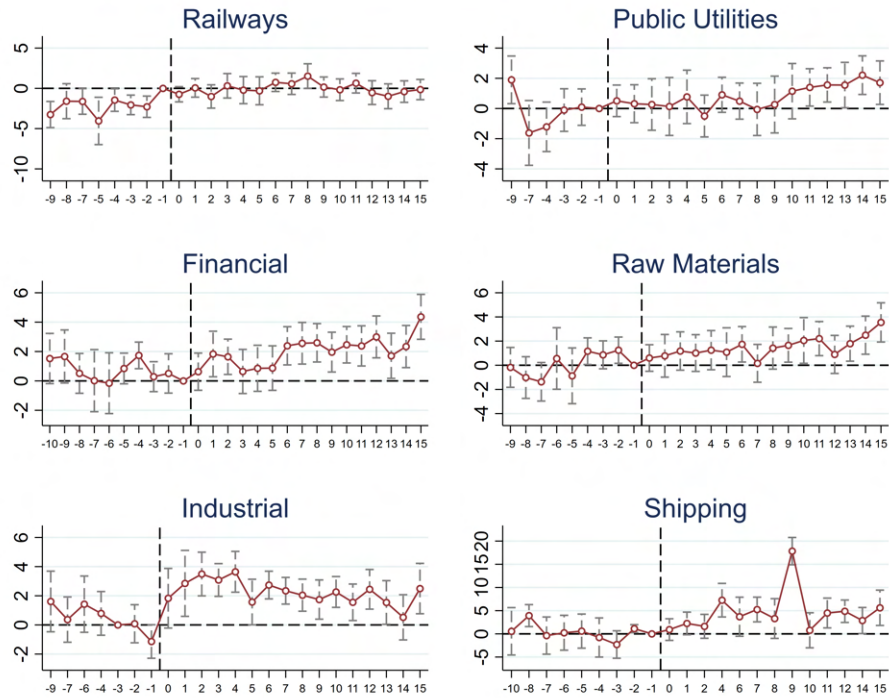 Railways
5
0
-5
-10
-9 -8 -7 -5 -4 -3 -2 -1 0 1 2 3 4 5 6 7 8 9 10 11 12 13 14 15
Public Utilities
4
2
0
-2
-4
-9 -7 -4 -3 -2 -1 0 1 2 3 4 5 6 7 8 9 10 11 12 13 14 15
Financial
6
4
2
0
-2
-10 -9 -8 -7 -6 -5 -4 -3 -2 -1 0 1 2 3 4 5 6 7 8 9 10 11 12 13 14 15
Raw Materials
6
4
2
0
-2
-4
-9 -8 -7 -6 -5 -4 -3 -2 -1 0 1 2 3 4 5 6 7 8 9 10 11 12 13 14 15
Industrial
6
4
2
0
-2
-9 -7 -5 -4 -3 -2 -1 0 1 2 3 4 5 6 7 8 9 10 11 12 13 14 15
Shipping
20
15
10
5
0
-5
-10 -8 -7 -6 -5 -4 -3 -2 -1 0 1 2 3 4 5 6 7 8 9 10 11 12 13 14 15